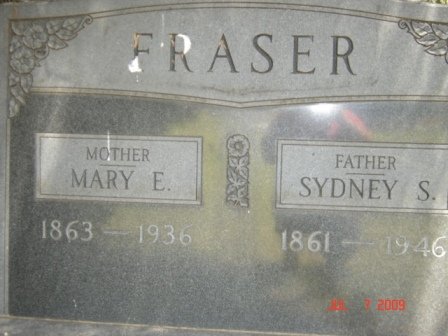 FRASER
MOTHER
MARY E.
1863 — 1936
FATHER
SYDNEY S.
1861 — 1946
JUL 7 2009